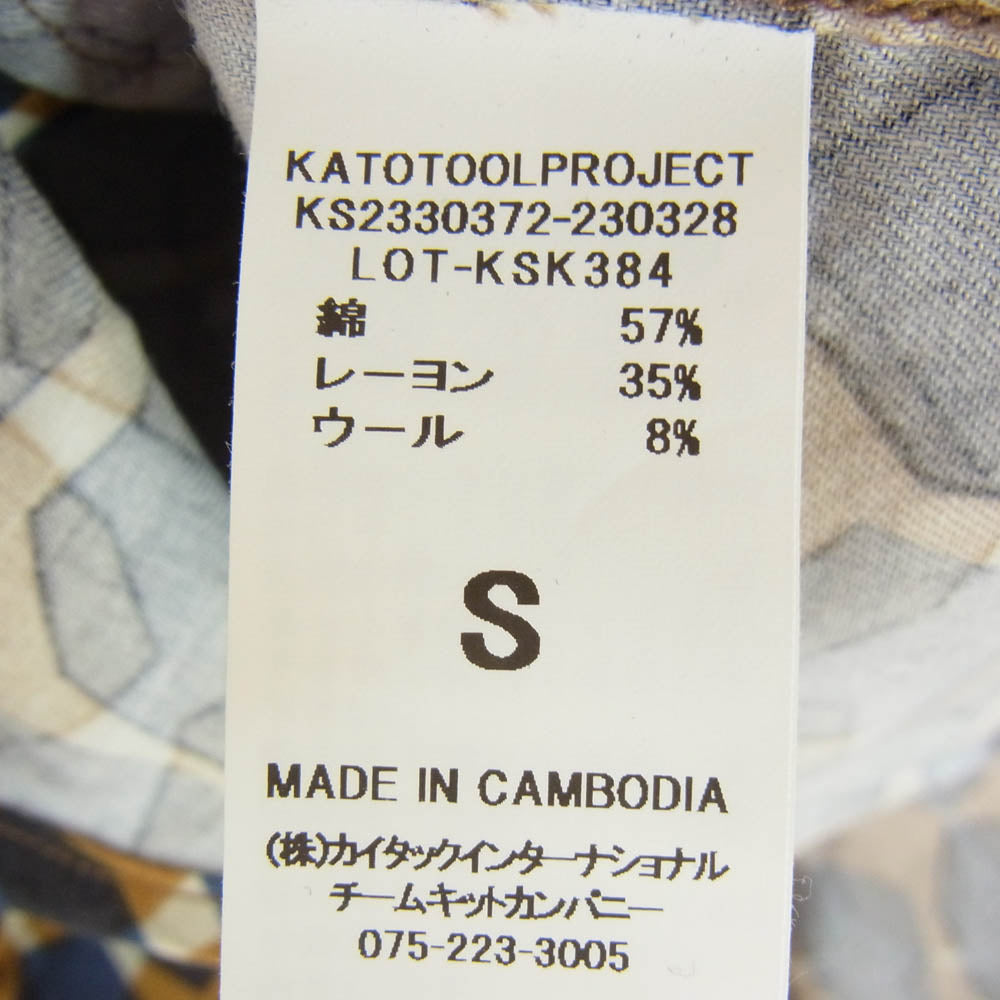 KATOTOOLPROJECT
KS2330372-230328
LOT-KSK384
綿 57%
レーヨン 35%
ウール 8%
S
MADE IN CAMBODIA
(株)カイタックインターナショナル
チームキットカンパニー
075-223-3005